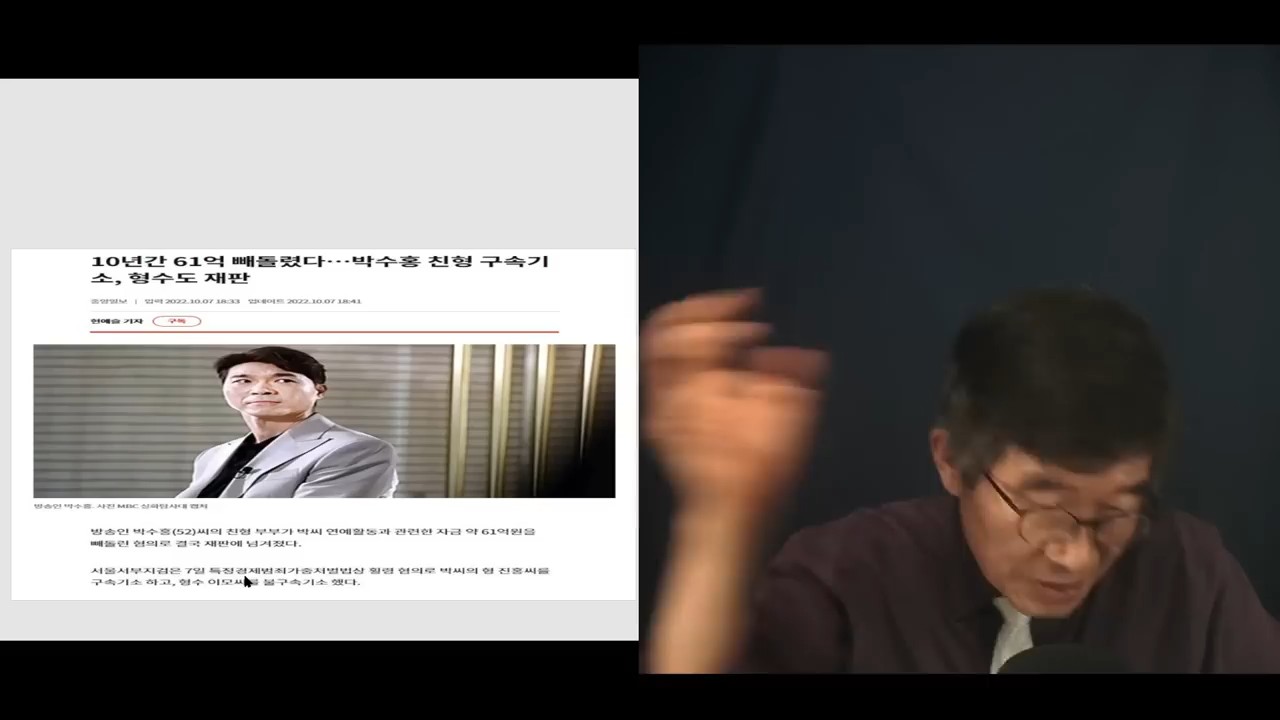 10년간 61억 빼돌렸다…박수홍 친형 구속기
소, 형수도 재판
중앙일보 | 입력 2022.10.07 18:33 업데이트 2022.10.07 18:41
현예슬 기자 구독
방송인 박수홍. 사진 MBC 실화탐사대 캡처
방송인 박수홍(52)씨의 친형 부부가 박씨 연예활동과 관련한 자금 약 61억원을
빼돌린 혐의로 결국 재판에 넘겨졌다.
서울서부지검은 7일 특정경제범죄가중처벌법상 횡령 혐의로 박씨의 형 진홍씨를
구속기소 하고, 형수 이모씨를 불구속기소 했다.